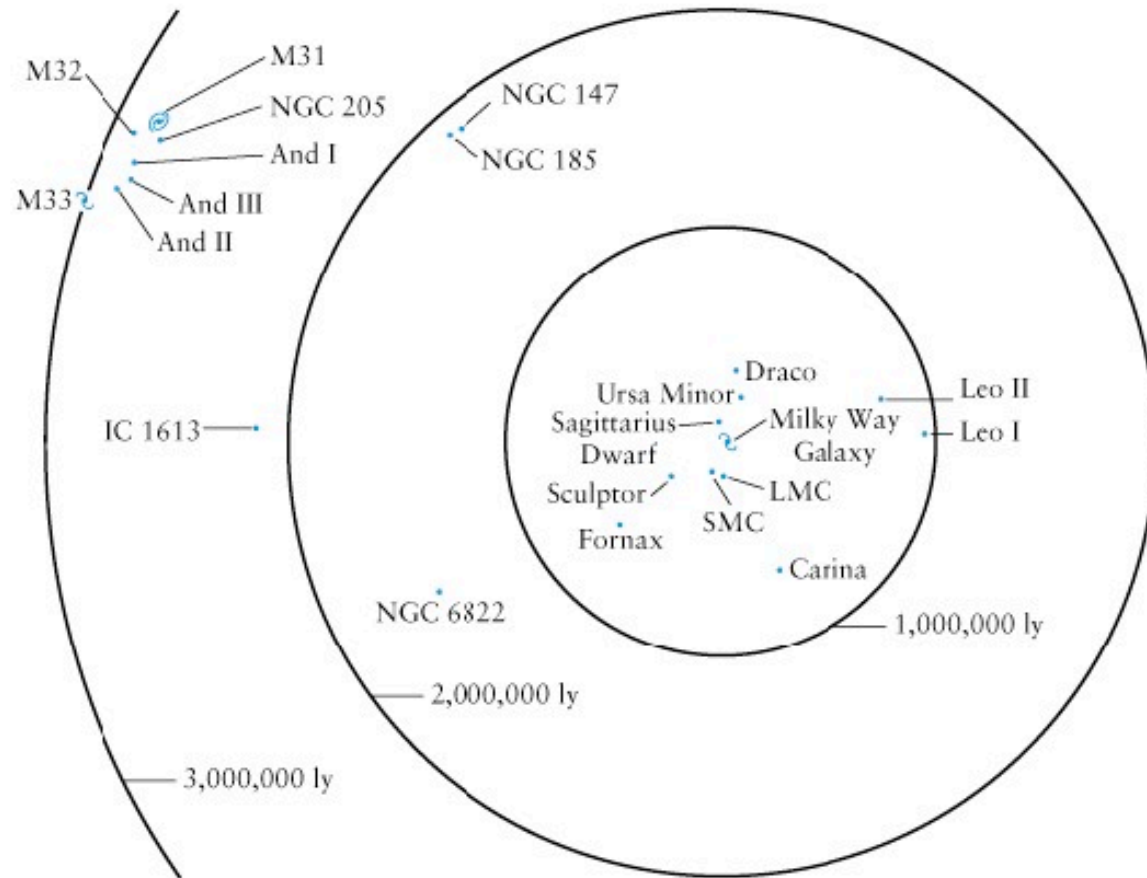 M31
M32
NGC 205
And I
M33
And III
And II
NGC 147
NGC 185
IC 1613
Draco
Ursa Minor
Sagittarius
Dwarf
Milky Way
Galaxy
Leo II
Leo I
Sculptor
LMC
SMC
Fornax
Carina
NGC 6822
1,000,000 ly
2,000,000 ly
3,000,000 ly